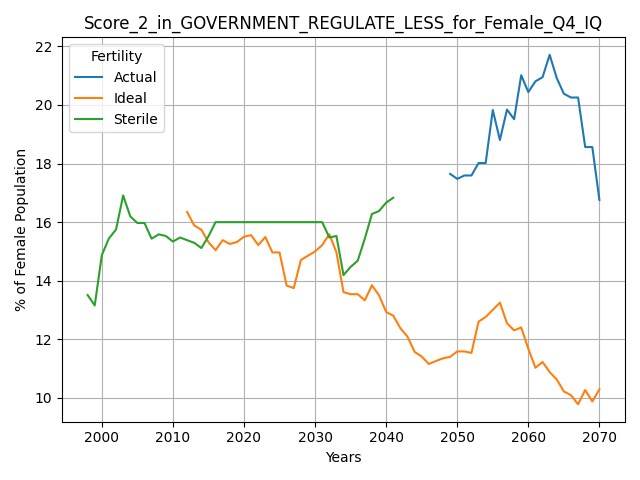 Score_2_in_GOVERNMENT_REGULATE_LESS_for_Female_Q4_IQ
Fertility
Actual
Ideal
Sterile
% of Female Population
22
20
18
16
14
12
10
2000 2010 2020 2030 2040 2050 2060 2070
Years